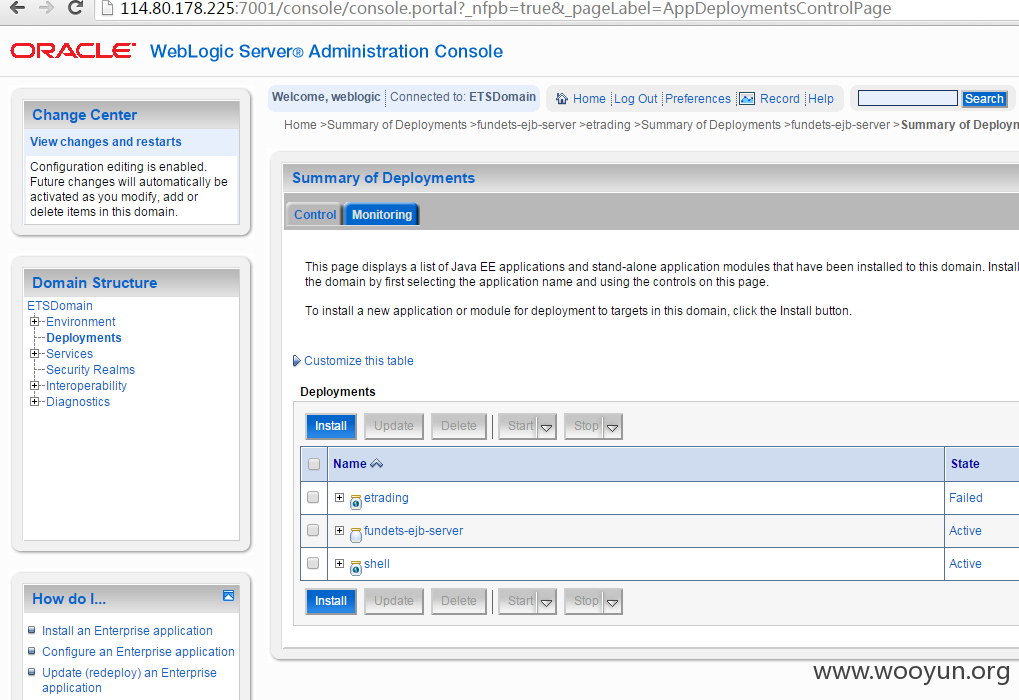 114.80.178.225:7001/console/console.portal?_nfpb=true&_pageLabel=AppDeploymentsControlPage
ORACLE® WebLogic Server® Administration Console
Change Center
View changes and restarts
Configuration editing is enabled.
Future changes will automatically be
activated as you modify, add or
delete items in this domain.
Domain Structure
ETSDomain
Environment
Deployments
Services
Security Realms
Interoperability
Diagnostics
How do I...
Install an Enterprise application
Configure an Enterprise application
Update (redeploy) an Enterprise
application
Welcome, weblogic Connected to: ETSDomain
Home Log Out Preferences Record Help Search
Home >Summary of Deployments >fundets-ejb-server >etrading >Summary of Deployments >fundets-ejb-server >Summary of Deployn
Summary of Deployments
Control Monitoring
This page displays a list of Java EE applications and stand-alone application modules that have been installed to this domain. Instal
the domain by first selecting the application name and using the controls on this page.
To install a new application or module for deployment to targets in this domain, click the Install button.
Customize this table
Deployments
Install Update Delete Start Stop
Name State
etrading Failed
fundets-ejb-server Active
shell Active
Install Update Delete Start Stop
www.wooyun.org